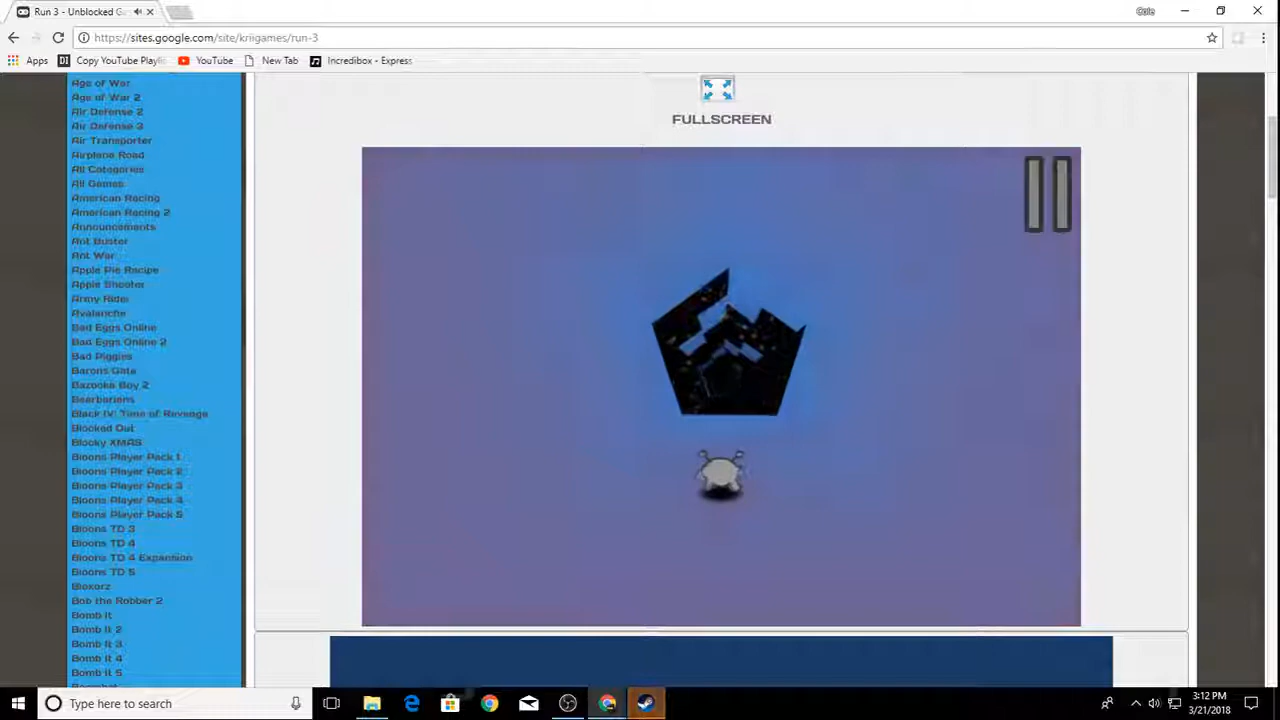 Run 3 - Unblocked Ga
Cale
https://sites.google.com/site/kriigames/run-3
Apps
Copy YouTube Playlis
YouTube
New Tab
Incredibox - Express
Age of War
Age of War 2
Air Defense 2
Air Defense 3
Air Transporter
Airplane Road
All Categories
All Games
American Racing
American Racing 2
Announcements
Ant Buster
Ant War
Apple Pie Recipe
Apple Shooter
Army Rider
Avalanche
Bad Eggs Online
Bad Eggs Online 2
Bad Piggies
Barons Gate
Bazooka Boy 2
Bearbarians
Black IV: Time of Revenge
Blocked Out
Blocky XMAS
Bloons Player Pack 1
Bloons Player Pack 2
Bloons Player Pack 3
Bloons Player Pack 4
Bloons Player Pack 5
Bloons TD 3
Bloons TD 4
Bloons TD 4 Expansion
Bloons TD 5
Bloxorz
Bob the Robber 2
Bomb It
Bomb It 2
Bomb It 3
Bomb It 4
Bomb It 5
FULLSCREEN
Type here to search
3:12 PM
3/21/2018